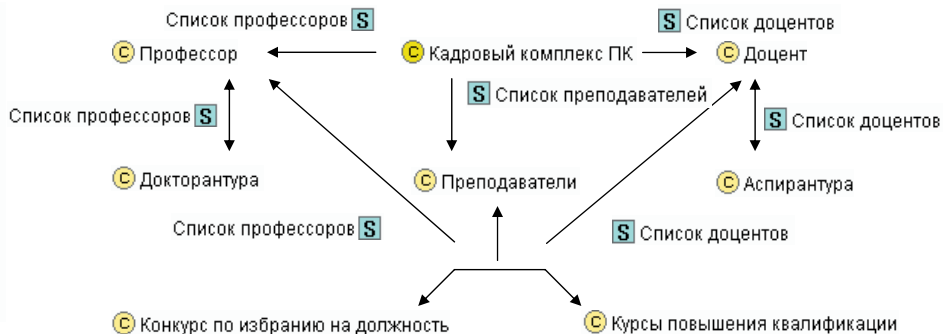 Список профессоров S
S Список доцентов
C Профессор
C Кадровый комплекс ПК
C Доцент
S Список преподавателей
Список профессоров S
S Список доцентов
C Докторантура
C Преподаватели
C Аспирантура
Список профессоров S
S Список доцентов
C Конкурс по избранию на должность
C Курсы повышения квалификации